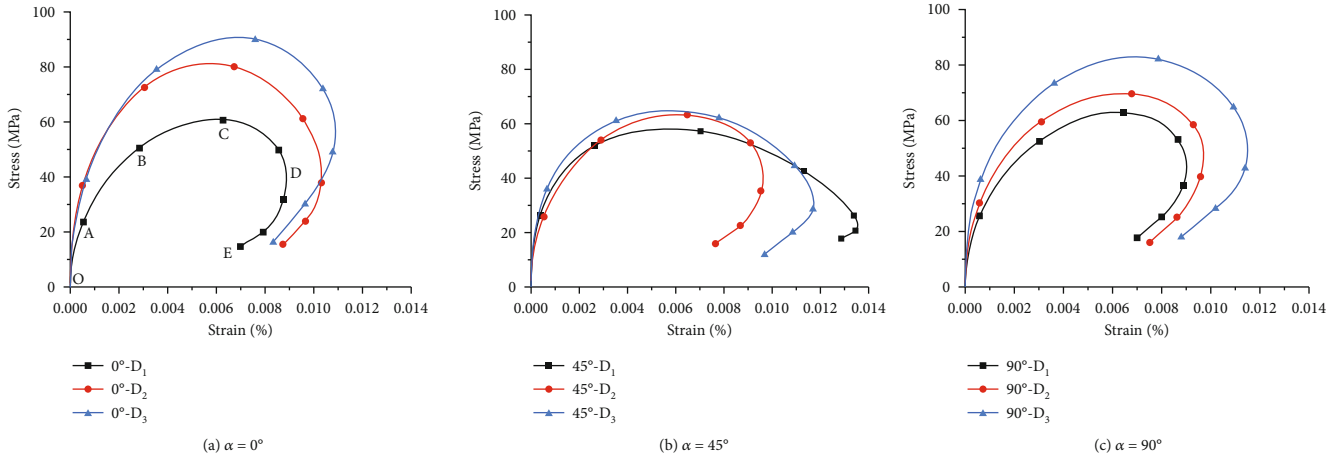 100
80
60
40
20
0
Stress (MPa)
O
A
B
C
D
E
0.000 0.002 0.004 0.006 0.008 0.010 0.012 0.014
Strain (%)
0°-D₁
0°-D₂
0°-D₃
(a) α = 0°
100
80
60
40
20
0
Stress (MPa)
0.000 0.002 0.004 0.006 0.008 0.010 0.012 0.014
Strain (%)
45°-D₁
45°-D₂
45°-D₃
(b) α = 45°
100
80
60
40
20
0
Stress (MPa)
0.000 0.002 0.004 0.006 0.008 0.010 0.012 0.014
Strain (%)
90°-D₁
90°-D₂
90°-D₃
(c) α = 90°